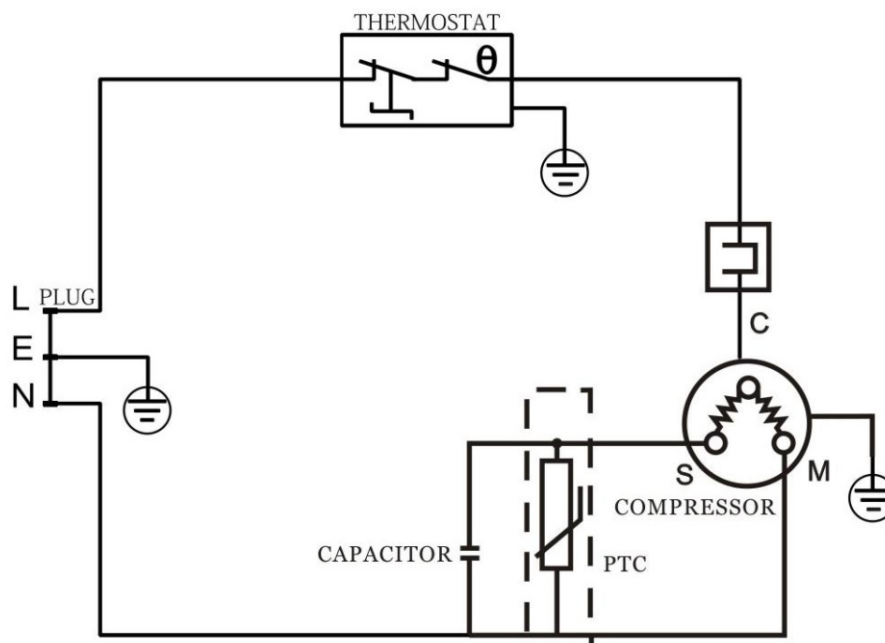 THERMOSTAT
θ
L PLUG
E
N
C
S
M
COMPRESSOR
CAPACITOR
PTC